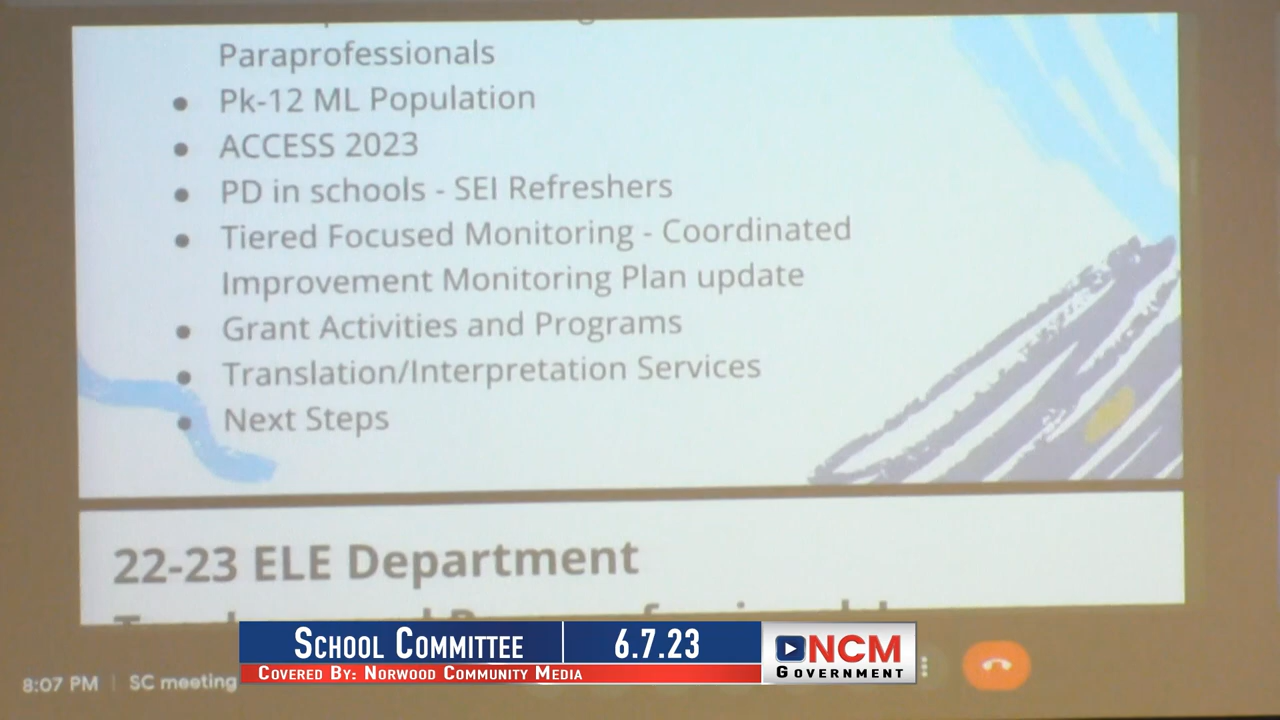 Paraprofessionals
● Pk-12 ML Population
● ACCESS 2023
● PD in schools - SEI Refreshers
● Tiered Focused Monitoring - Coordinated
Improvement Monitoring Plan update
● Grant Activities and Programs
● Translation/Interpretation Services
● Next Steps
22-23 ELE Department
SCHOOL COMMITTEE 6.7.23
COVERED BY: NORWOOD COMMUNITY MEDIA
NCM
GOVERNMENT
8:07 PM | SC meeting